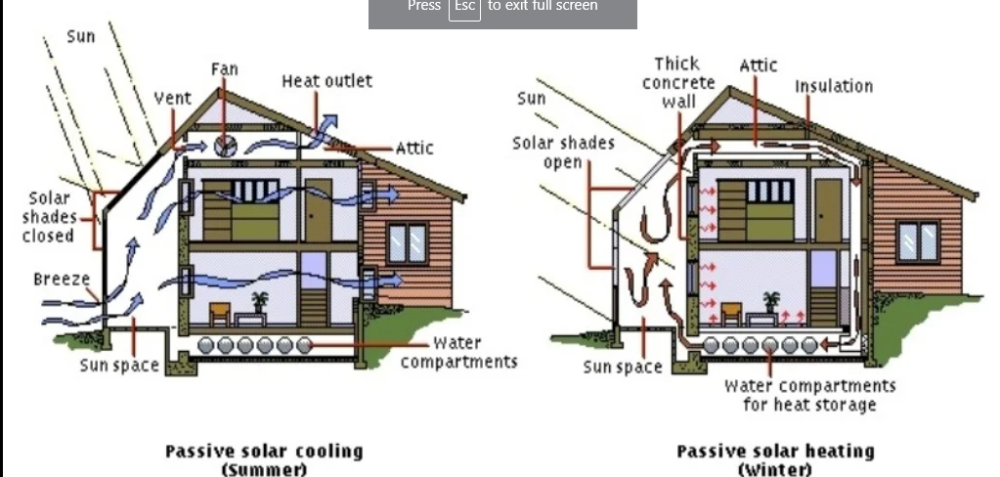 Press Esc to exit full screen
Sun
Fan
Heat outlet
Vent
Attic
Solar
shades
closed
Breeze
Sun space
Water
compartments
Passive solar cooling
(Summer)
Thick
concrete
wall
Attic
Insulation
Sun
Solar shades
open
Sun space
Water compartments
for heat storage
Passive solar heating
(Winter)